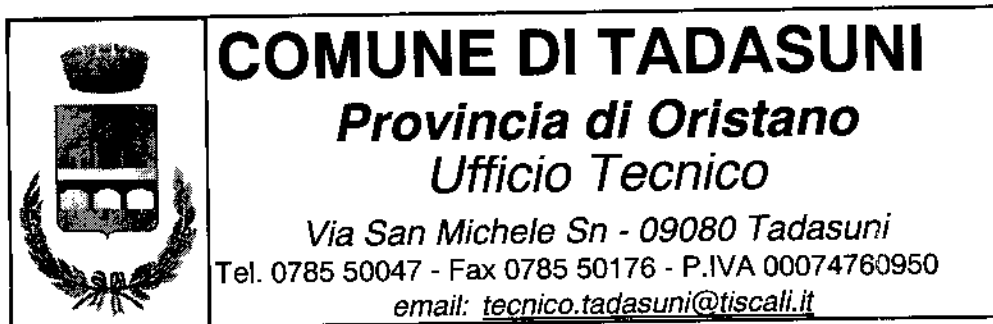 COMUNE DI TADASUNI
Provincia di Oristano
Ufficio Tecnico
Via San Michele Sn - 09080 Tadasuni
Tel. 0785 50047 - Fax 0785 50176 - P.IVA 00074760950
email: tecnico.tadasuni@tiscali.it